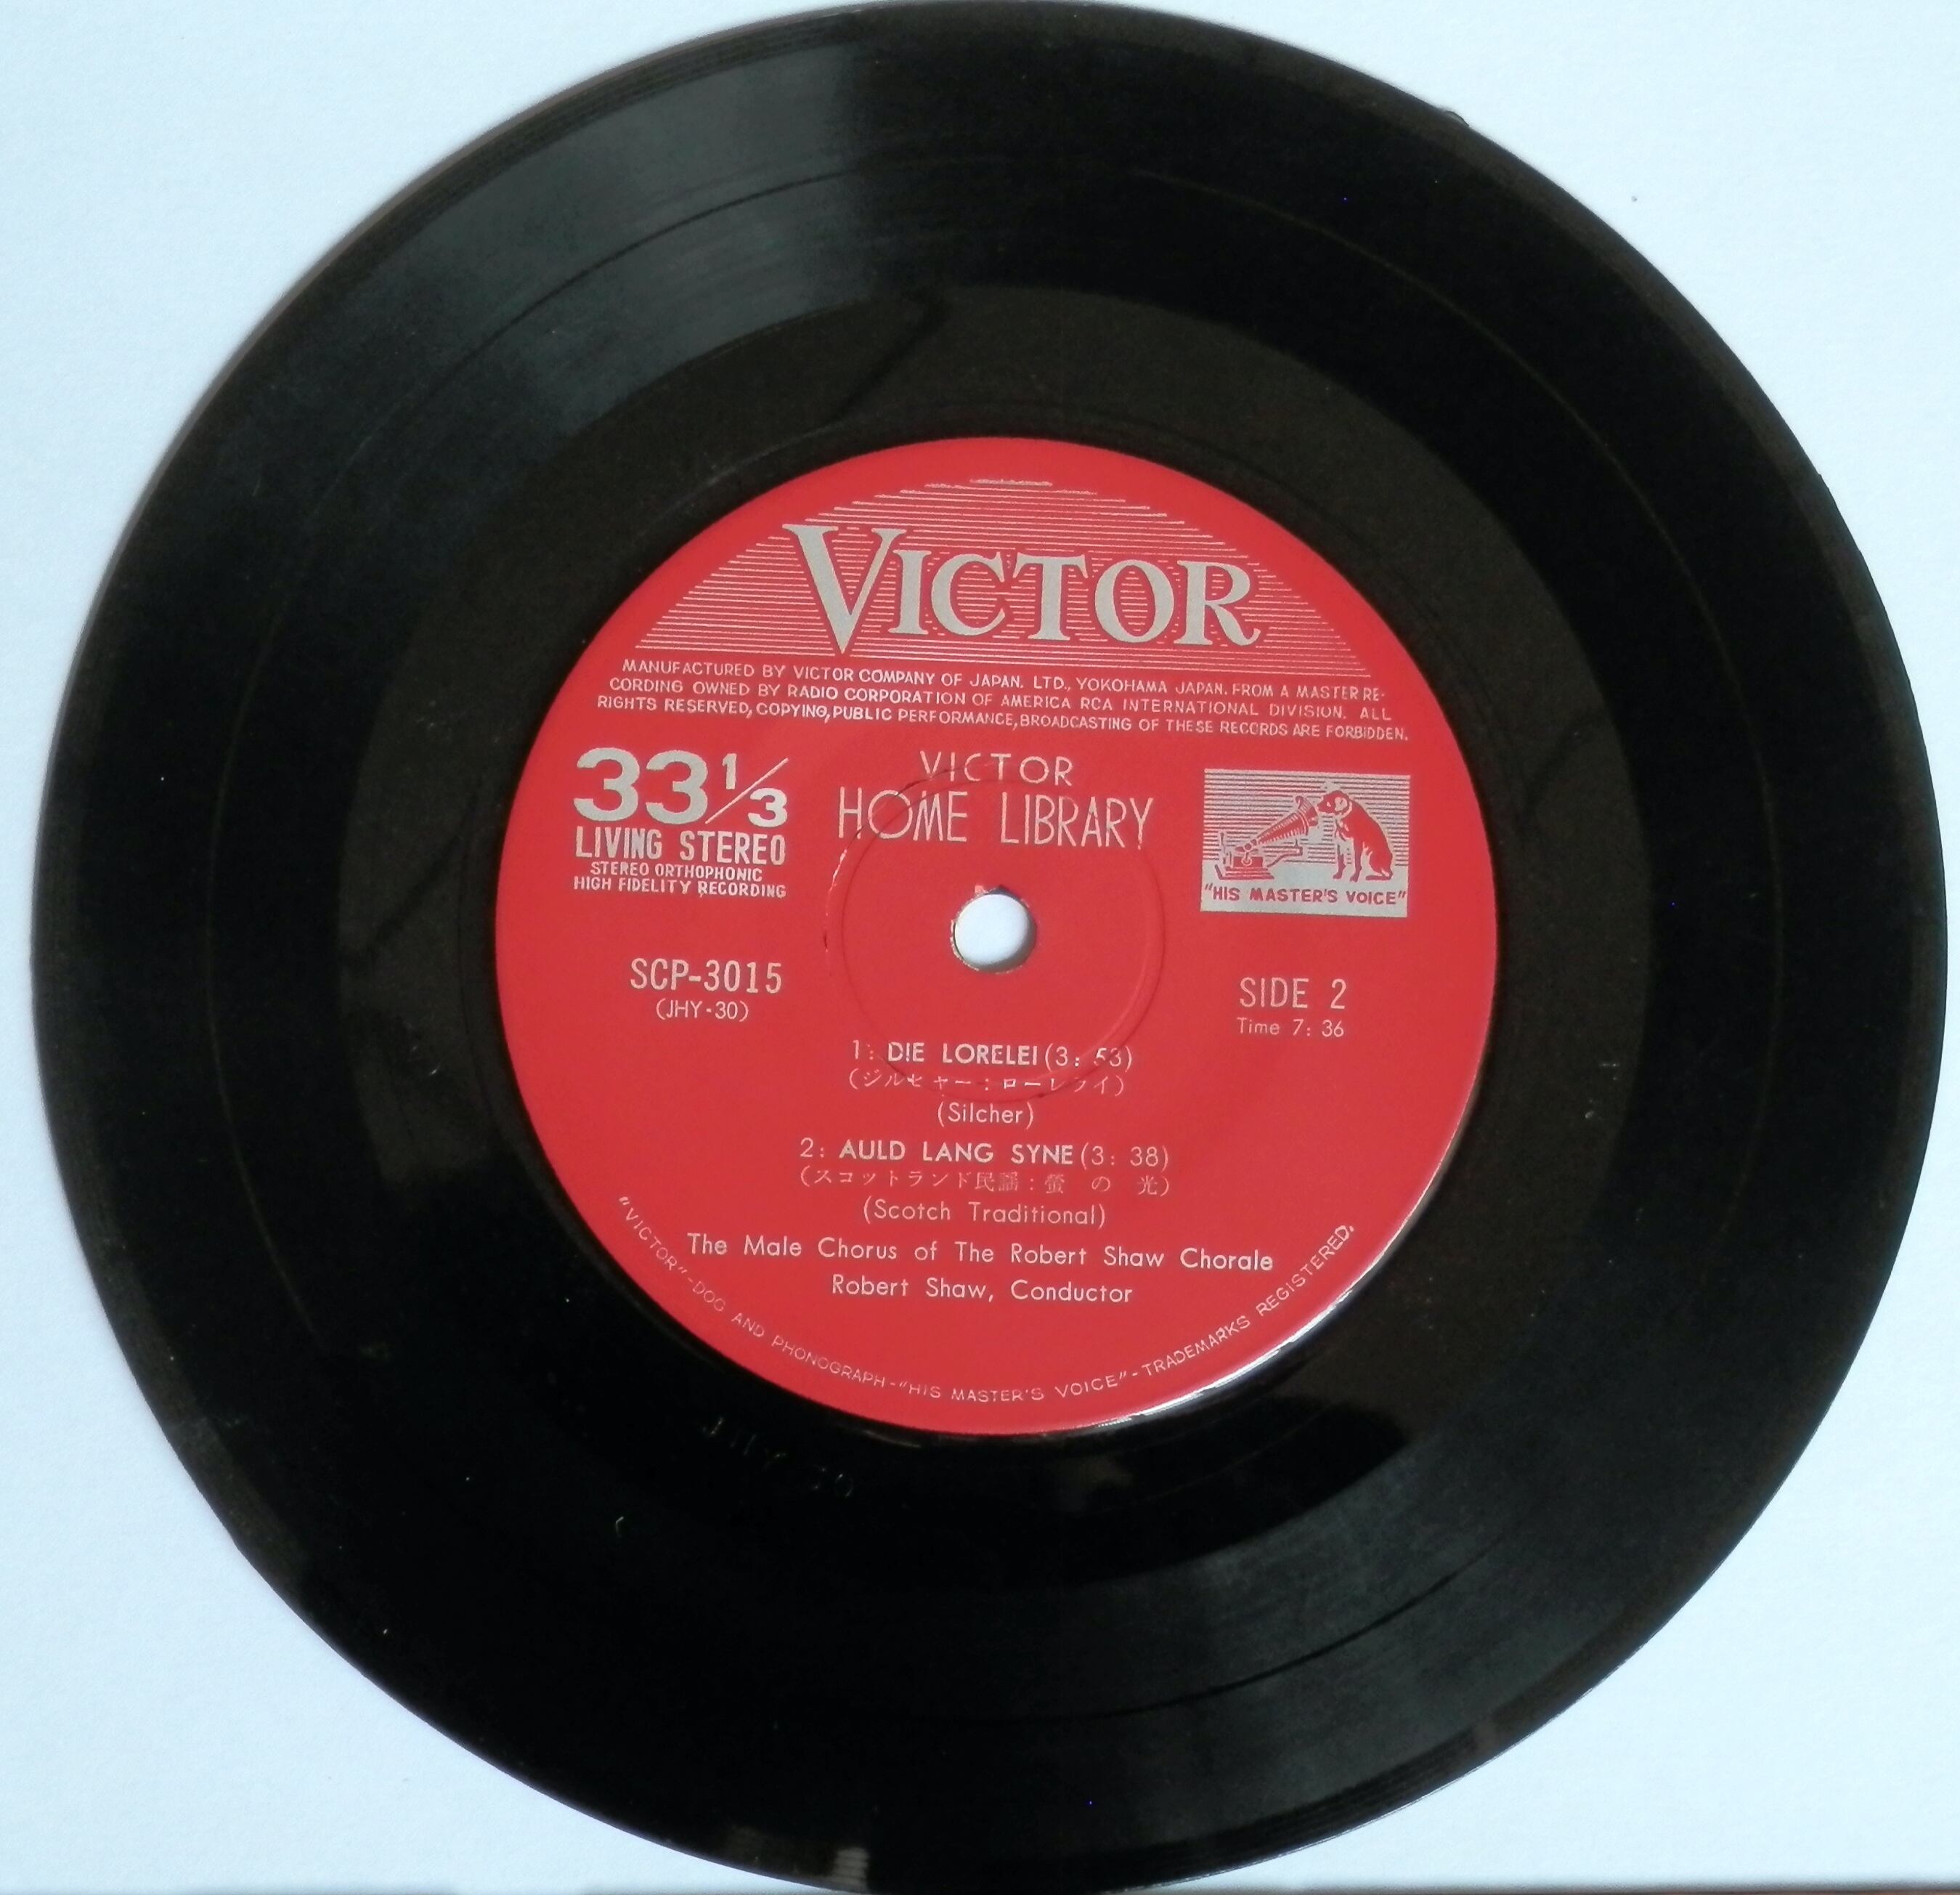 VICTOR
MANUFACTURED BY VICTOR COMPANY OF JAPAN. LTD., YOKOHAMA JAPAN. FROM A MASTER RE-
CORDING OWNED BY RADIO CORPORATION OF AMERICA RCA INTERNATIONAL DIVISION. ALL
RIGHTS RESERVED, COPYING, PUBLIC PERFORMANCE, BROADCASTING OF THESE RECORDS ARE FORBIDDEN.
33 1/3
LIVING STEREO
STEREO ORTHOPHONIC
HIGH FIDELITY RECORDING
VICTOR
HOME LIBRARY
"HIS MASTER'S VOICE"
SCP-3015
(JHY-30)
SIDE 2
Time 7: 36
1: DIE LORELEI (3: 53)
(ジルヒャー:ローレライ)
(Silcher)
2: AULD LANG SYNE (3: 38)
(スコットランド民謡:螢 の 光)
(Scotch Traditional)
The Male Chorus of The Robert Shaw Chorale
Robert Shaw, Conductor
"VICTOR"-DOG AND PHONOGRAPH-"HIS MASTER'S VOICE"-TRADEMARKS REGISTERED.